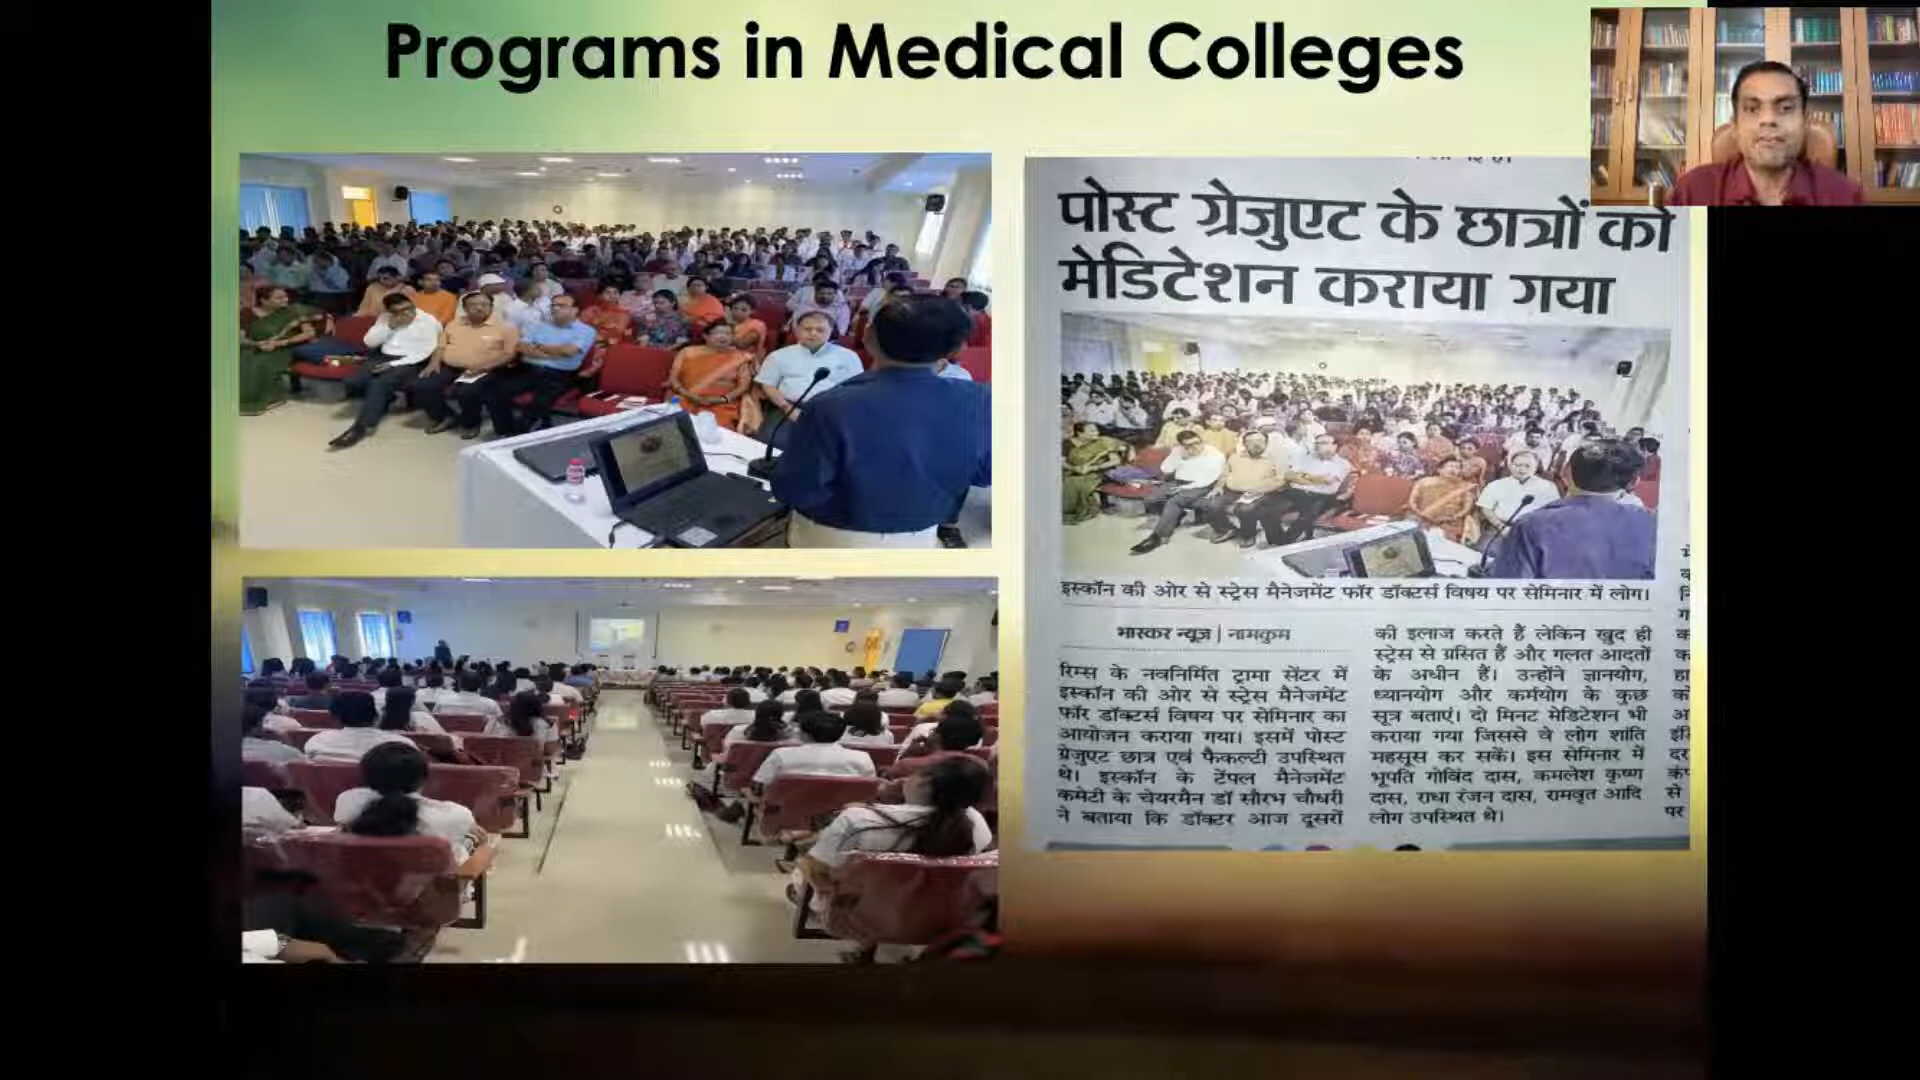 Programs in Medical Colleges
पोस्ट ग्रेजुएट के छात्रों को
मेडिटेशन कराया गया
इस्कॉन की ओर से स्ट्रेस मैनेजमेंट फॉर डॉक्टर्स विषय पर सेमिनार में लोग।
भास्कर न्यूज | नामकुम
रिम्स के नवनिर्मित ट्रामा सेंटर में
इस्कॉन की ओर से स्ट्रेस मैनेजमेंट
फॉर डॉक्टर्स विषय पर सेमिनार का
आयोजन कराया गया। इसमें पोस्ट
ग्रेजुएट छात्र एवं फैकल्टी उपस्थित
थे। इस्कॉन के टेंपल मैनेजमेंट
कमेटी के चेयरमैन डॉ सौरभ चौधरी
ने बताया कि डॉक्टर आज दूसरों
की इलाज करते हैं लेकिन खुद ही
स्ट्रेस से ग्रसित हैं और गलत आदतों
के अधीन हैं। उन्होंने ज्ञानयोग,
ध्यानयोग और कर्मयोग के कुछ
सूत्र बताएं। दो मिनट मेडिटेशन भी
कराया गया जिससे वे लोग शांति
महसूस कर सकें। इस सेमिनार में
भूपति गोविंद दास, कमलेश कृष्ण
दास, राधा रंजन दास, रामवृत आदि
लोग उपस्थित थे।